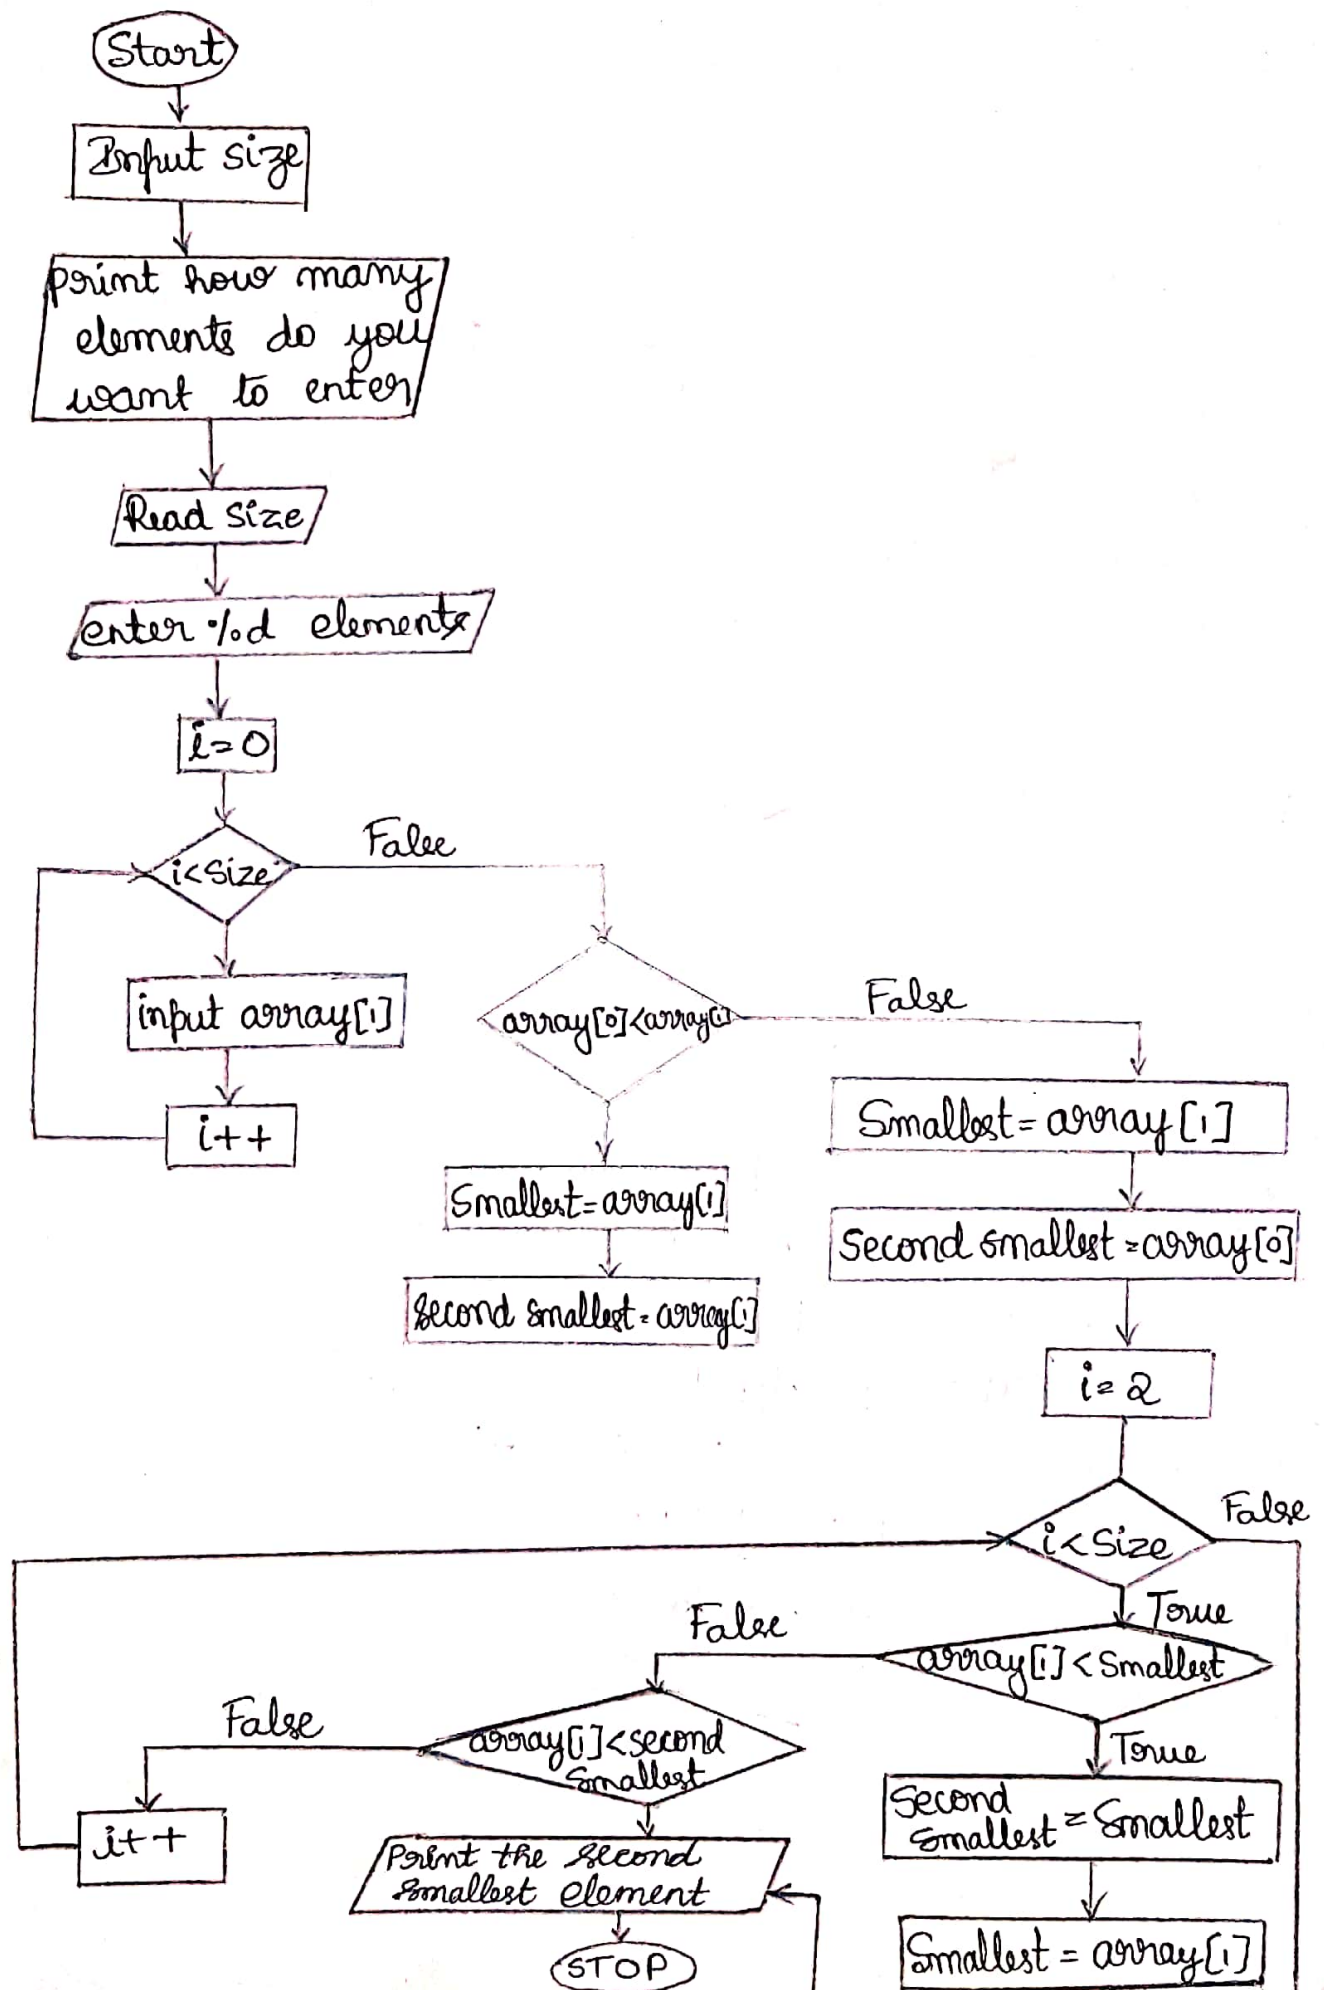 Start
Input size
print how many
elements do you
want to enter
Read Size
enter %d elements
i=0
i<Size
False
input array[i]
i++
array[0]<array[i]
False
Smallest=array[1]
Second smallest=array[i]
Smallest=array[1]
Second smallest=array[0]
i=2
i<Size
False
True
array[i]<Smallest
False
True
array[i]<second
Smallest
False
i++
Second
Smallest=Smallest
Smallest=array[i]
Print the second
smallest element
STOP